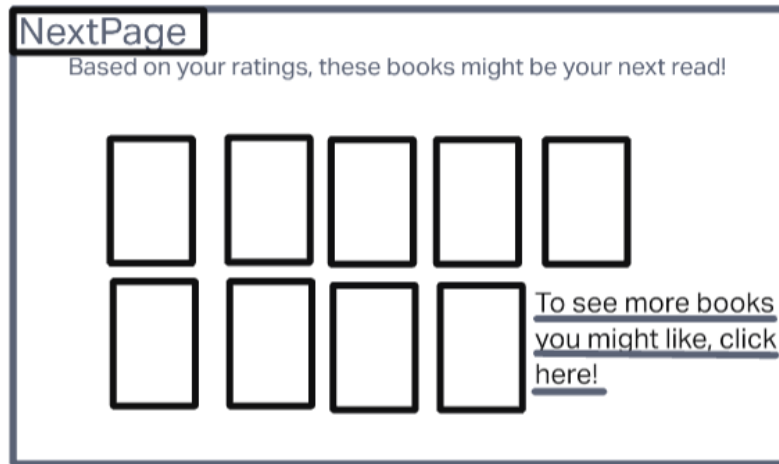 NextPage
Based on your ratings, these books might be your next read!
To see more books
you might like, click
here!